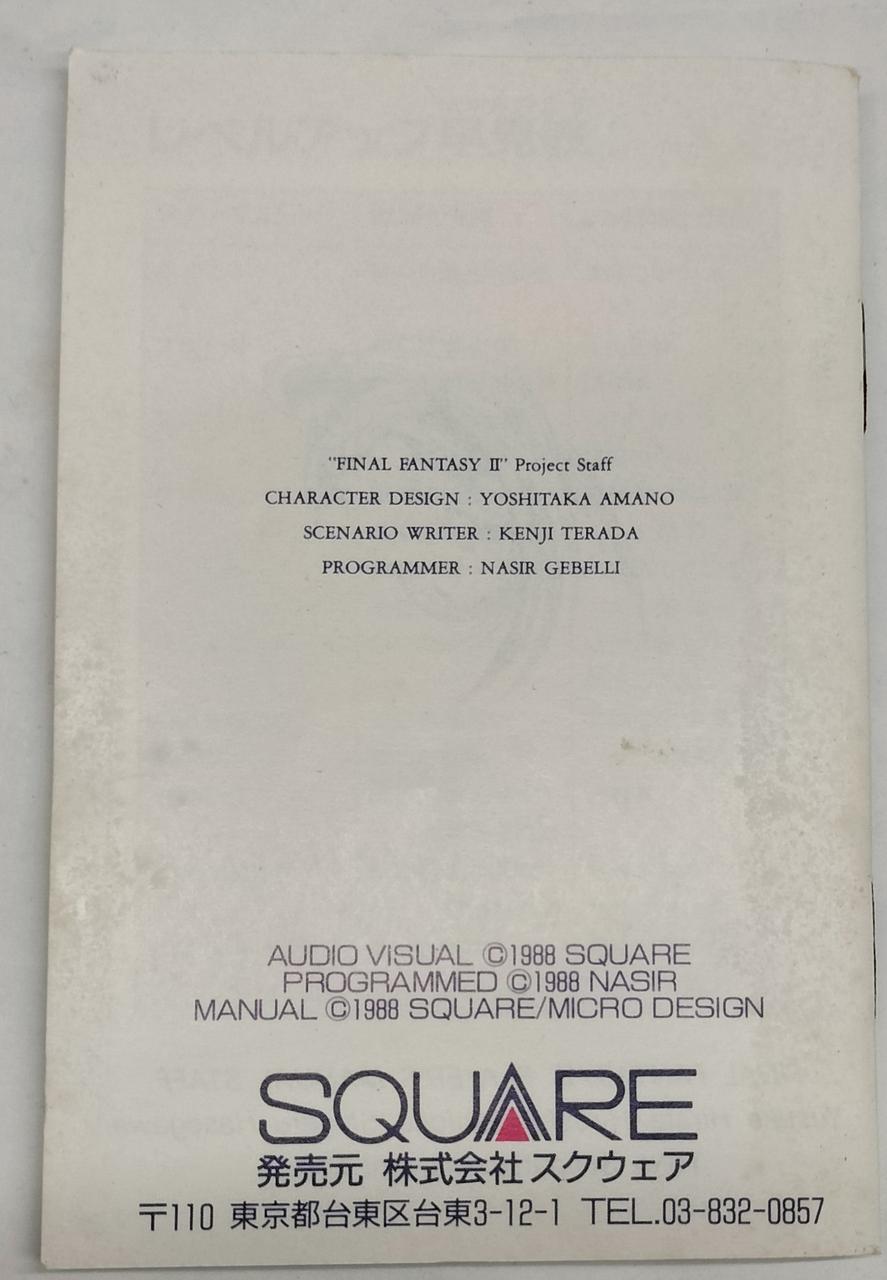 "FINAL FANTASY II" Project Staff
CHARACTER DESIGN : YOSHITAKA AMANO
SCENARIO WRITER : KENJI TERADA
PROGRAMMER : NASIR GEBELLI
AUDIO VISUAL ©1988 SQUARE
PROGRAMMED ©1988 NASIR
MANUAL ©1988 SQUARE/MICRO DESIGN
SQUARE
発売元 株式会社スクウェア
〒110 東京都台東区台東3-12-1 TEL.03-832-0857